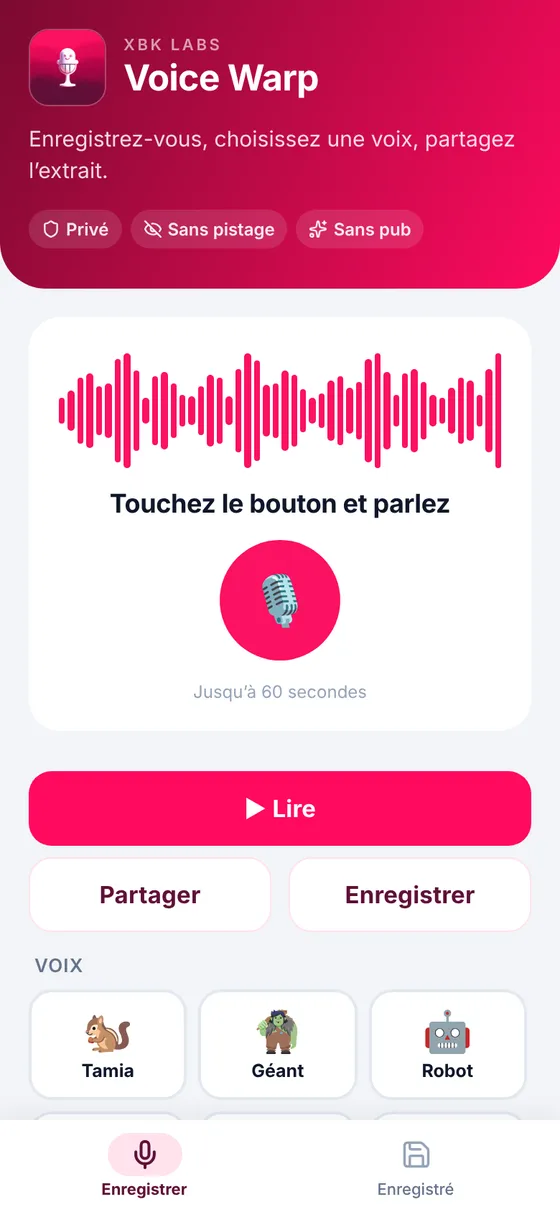 XBK LABS
Voice Warp
Enregistrez-vous, choisissez une voix, partagez
l’extrait.
Privé
Sans pistage
Sans pub
Touchez le bouton et parlez
Jusqu’à 60 secondes
Lire
Partager
Enregistrer
VOIX
Tamia
Géant
Robot
Enregistrer
Enregistré